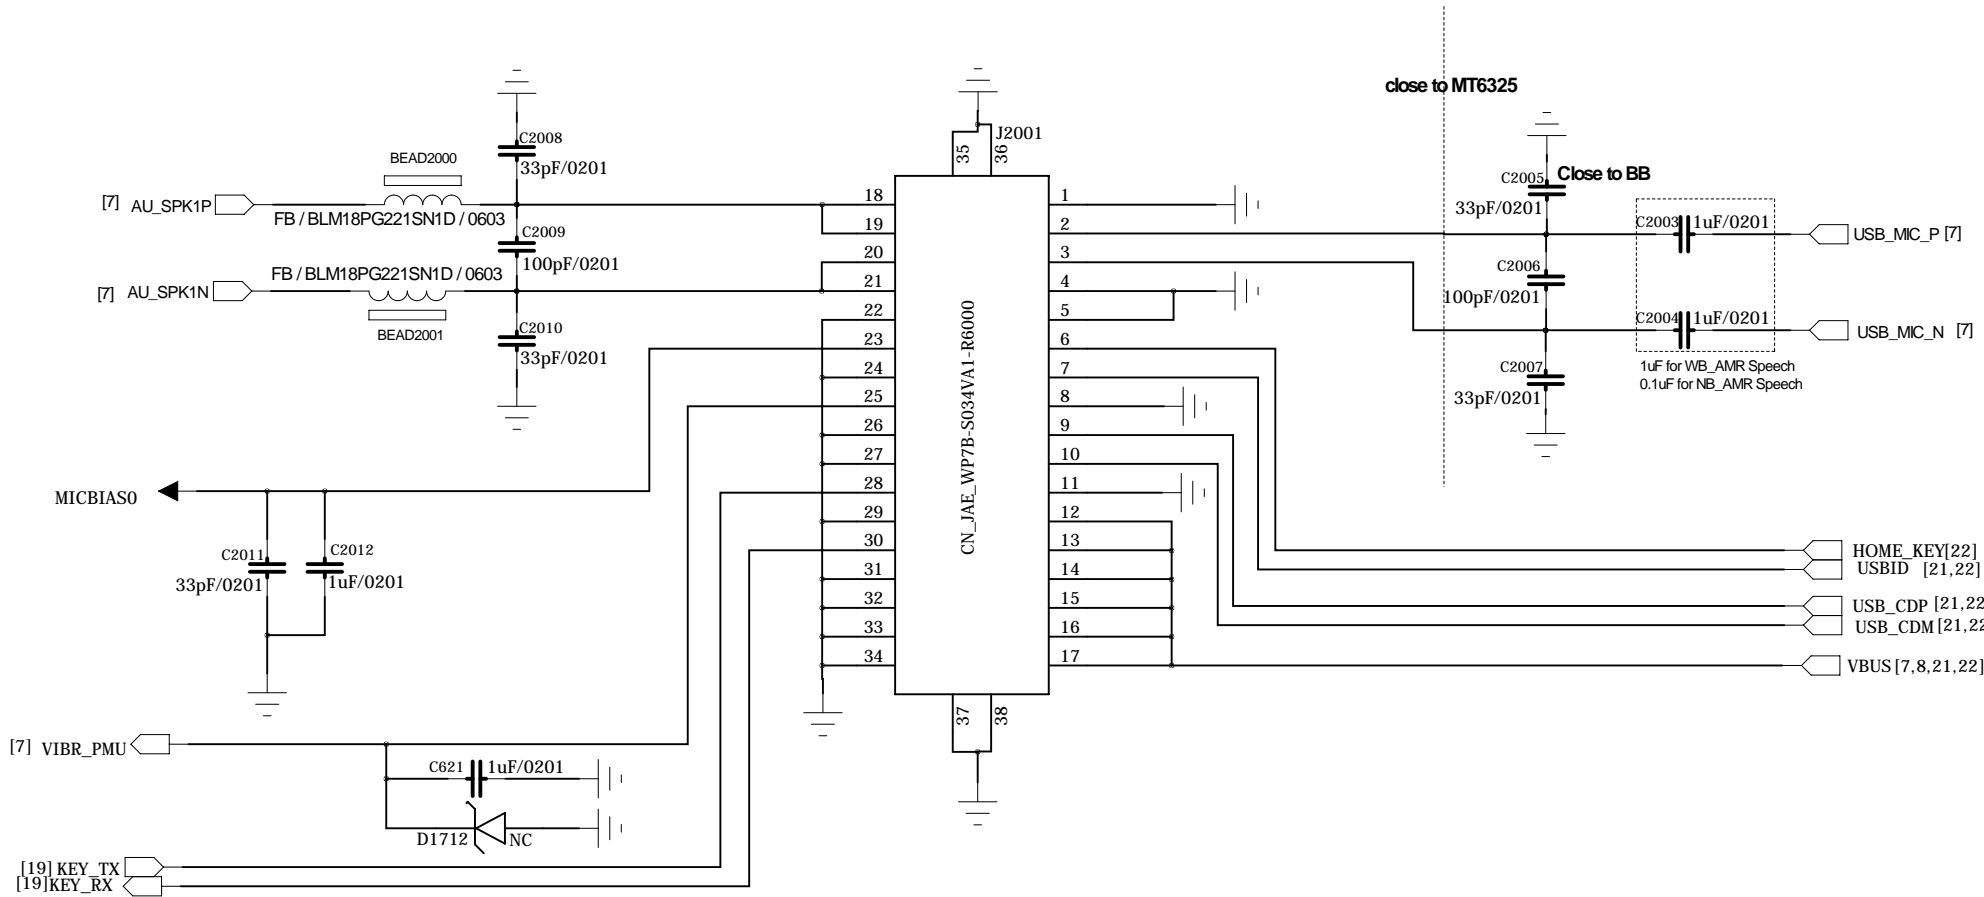 close to MT6325
C2008
33pF/0201
BEAD2000
[7] AU_SPK1P
FB / BLM18PG221SN1D / 0603
C2009
100pF/0201
FB / BLM18PG221SN1D / 0603
[7] AU_SPK1N
BEAD2001
C2010
33pF/0201
MICBIAS0
C2011
33pF/0201
C2012
1uF/0201
[7] VIBR_PMU
C621
1uF/0201
D1712
NC
[19] KEY_TX
[19]KEY_RX
J2001
35
36
18
19
20
21
22
23
24
25
26
27
28
29
30
31
32
33
34
CN_JAE_WP7B-S034VA1-R6000
1
2
3
4
5
6
7
8
9
10
11
12
13
14
15
16
17
37
38
C2005
33pF/0201
Close to BB
C2003
1uF/0201
USB_MIC_P [7]
C2006
100pF/0201
C2004
1uF/0201
USB_MIC_N [7]
C2007
33pF/0201
1uF for WB_AMR Speech
0.1uF for NB_AMR Speech
HOME_KEY[22]
USBID [21,22]
USB_CDP [21,22
USB_CDM [21,22
VBUS [7,8,21,22]